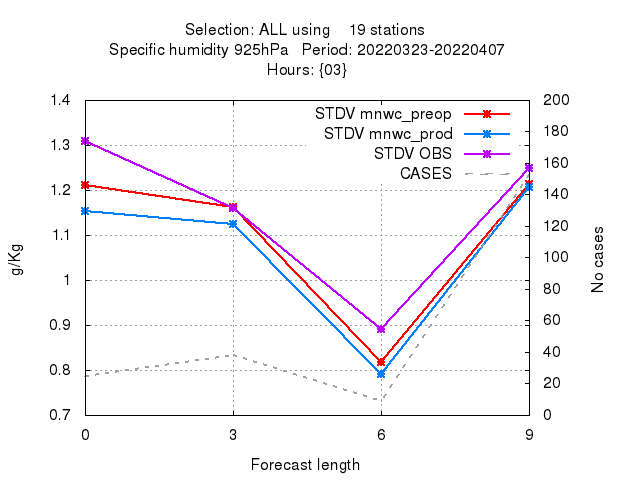 Selection: ALL using    19 stations
Specific humidity 925hPa   Period: 20220323-20220407
Hours: {03}
STDV mnwc_preop
STDV mnwc_prod
STDV OBS
CASES
g/Kg
1.4
1.3
1.2
1.1
1
0.9
0.8
0.7
200
180
160
140
120
100
80
60
40
20
0
No cases
0 3 6 9
Forecast length